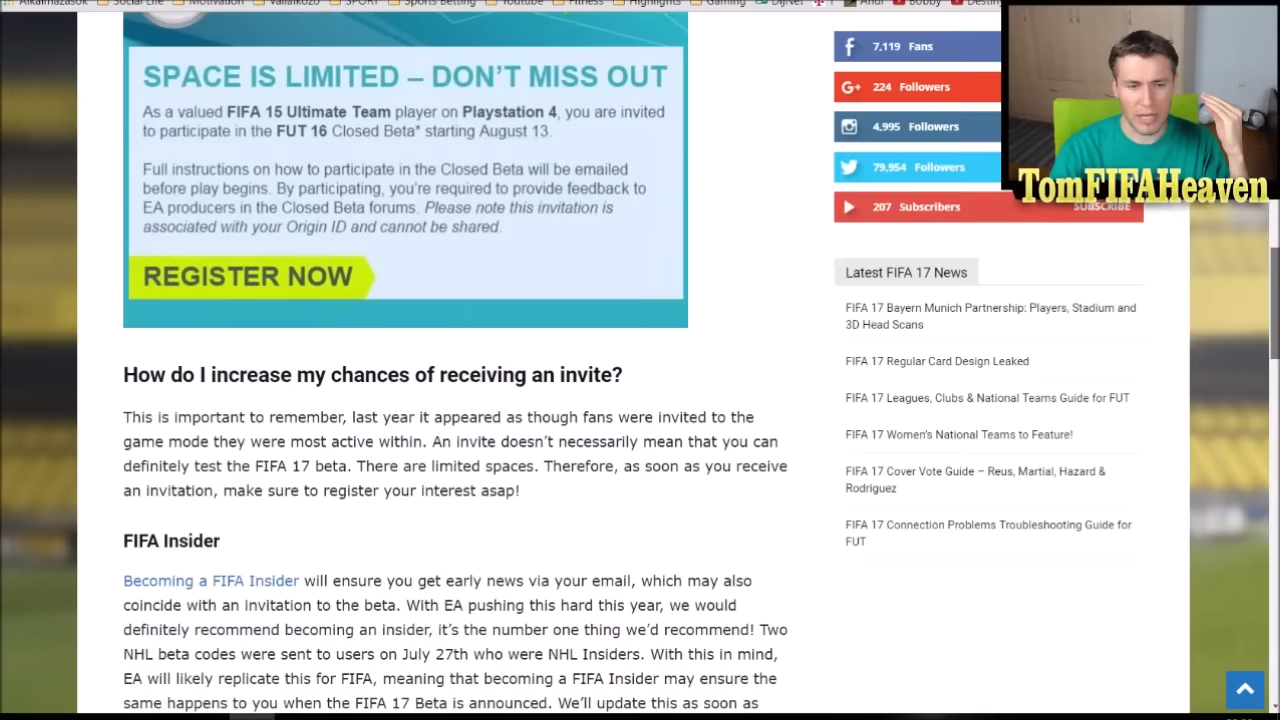 Social Life
Motivation
SPORT
Sports Betting
Youtube
Fitness
Highlights
Gaming
DijNet
Andi
Bobby
SPACE IS LIMITED – DON'T MISS OUT
As a valued FIFA 15 Ultimate Team player on Playstation 4, you are invited
to participate in the FUT 16 Closed Beta* starting August 13.
Full instructions on how to participate in the Closed Beta will be emailed
before play begins. By participating, you're required to provide feedback to
EA producers in the Closed Beta forums. Please note this invitation is
associated with your Origin ID and cannot be shared.
REGISTER NOW
How do I increase my chances of receiving an invite?
This is important to remember, last year it appeared as though fans were invited to the
game mode they were most active within. An invite doesn't necessarily mean that you can
definitely test the FIFA 17 beta. There are limited spaces. Therefore, as soon as you receive
an invitation, make sure to register your interest asap!
FIFA Insider
Becoming a FIFA Insider will ensure you get early news via your email, which may also
coincide with an invitation to the beta. With EA pushing this hard this year, we would
definitely recommend becoming an insider, it's the number one thing we'd recommend! Two
NHL beta codes were sent to users on July 27th who were NHL Insiders. With this in mind,
EA will likely replicate this for FIFA, meaning that becoming a FIFA Insider may ensure the
same happens to you when the FIFA 17 Beta is announced. We'll update this as soon as
7,119 Fans
G+ 224 Followers
4,995 Followers
79,954 Followers
207 Subscribers
SUBSCRIBE
TomFIFAHeaven
Latest FIFA 17 News
FIFA 17 Bayern Munich Partnership: Players, Stadium and
3D Head Scans
FIFA 17 Regular Card Design Leaked
FIFA 17 Leagues, Clubs & National Teams Guide for FUT
FIFA 17 Women's National Teams to Feature!
FIFA 17 Cover Vote Guide – Reus, Martial, Hazard &
Rodriguez
FIFA 17 Connection Problems Troubleshooting Guide for
FUT